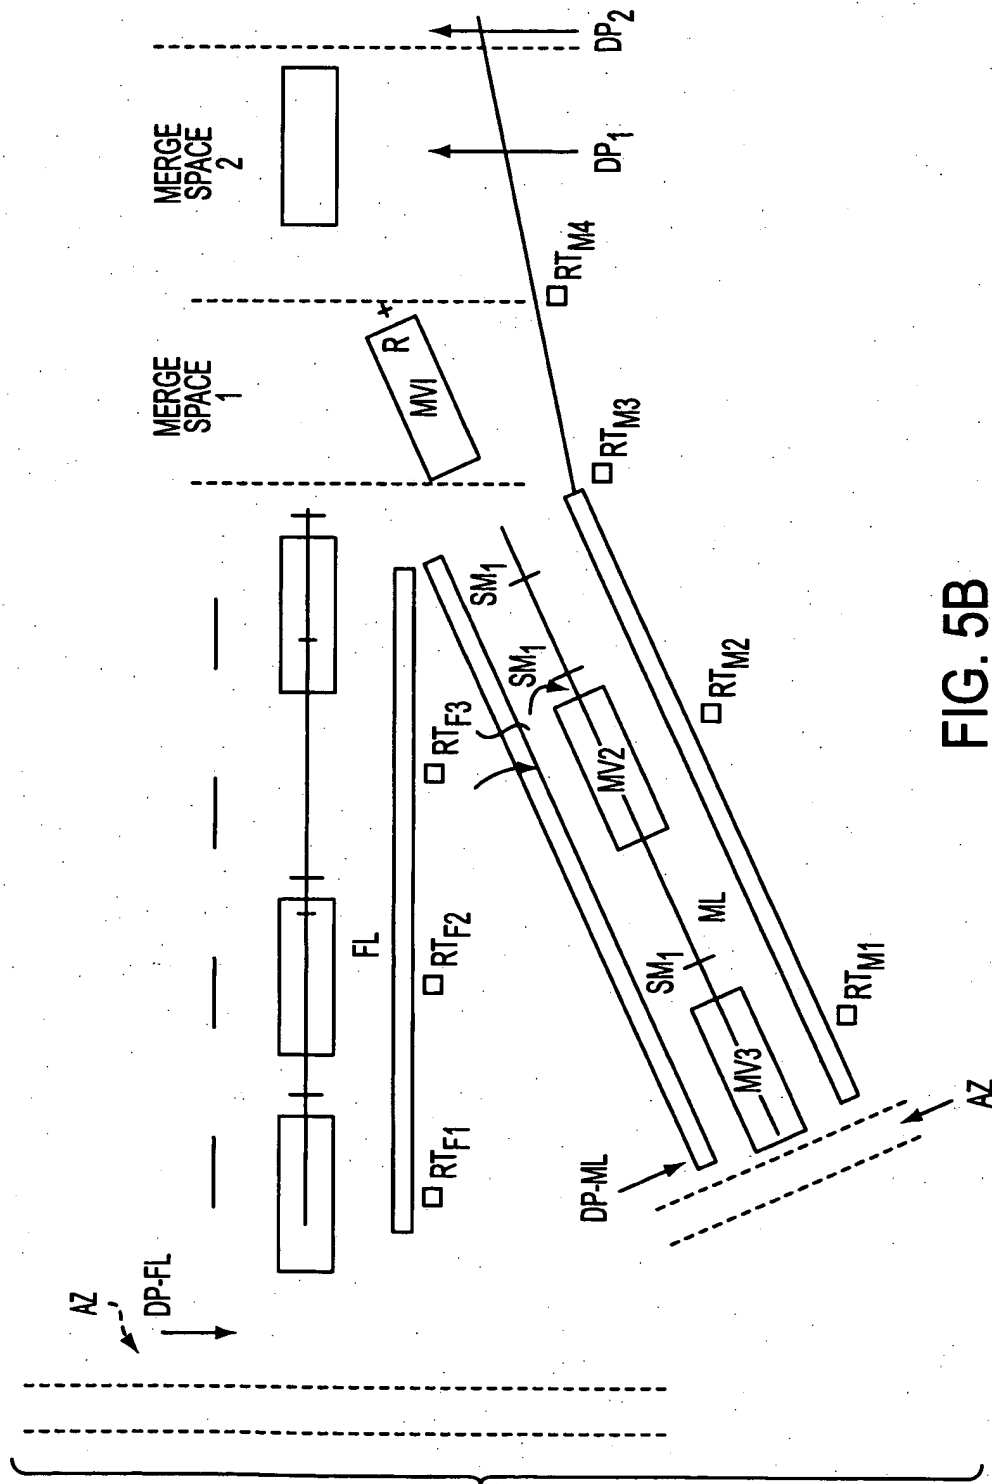 MERGE
SPACE
1
MERGE
SPACE
2
AZ
DP-FL
FL
RTF1
RTF2
RTF3
R
MVI
DP1
DP2
RTM4
RTM3
SM1
SM1
MV2
RTM2
ML
SM1
MV3
RTM1
DP-ML
AZ
FIG. 5B